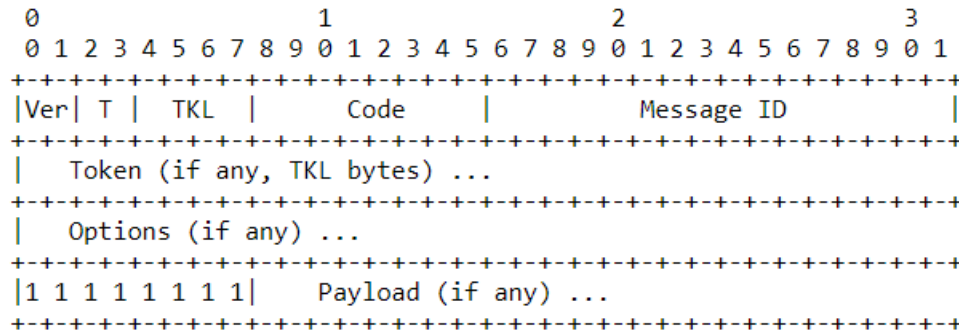 0                   1                   2                   3
 0 1 2 3 4 5 6 7 8 9 0 1 2 3 4 5 6 7 8 9 0 1 2 3 4 5 6 7 8 9 0 1
+-+-+-+-+-+-+-+-+-+-+-+-+-+-+-+-+-+-+-+-+-+-+-+-+-+-+-+-+-+-+-+-+
|Ver| T |  TKL  |      Code     |          Message ID           |
+-+-+-+-+-+-+-+-+-+-+-+-+-+-+-+-+-+-+-+-+-+-+-+-+-+-+-+-+-+-+-+-+
|   Token (if any, TKL bytes) ...
+-+-+-+-+-+-+-+-+-+-+-+-+-+-+-+-+-+-+-+-+-+-+-+-+-+-+-+-+-+-+-+-+
|   Options (if any) ...
+-+-+-+-+-+-+-+-+-+-+-+-+-+-+-+-+-+-+-+-+-+-+-+-+-+-+-+-+-+-+-+-+
|1 1 1 1 1 1 1 1|    Payload (if any) ...
+-+-+-+-+-+-+-+-+-+-+-+-+-+-+-+-+-+-+-+-+-+-+-+-+-+-+-+-+-+-+-+-+